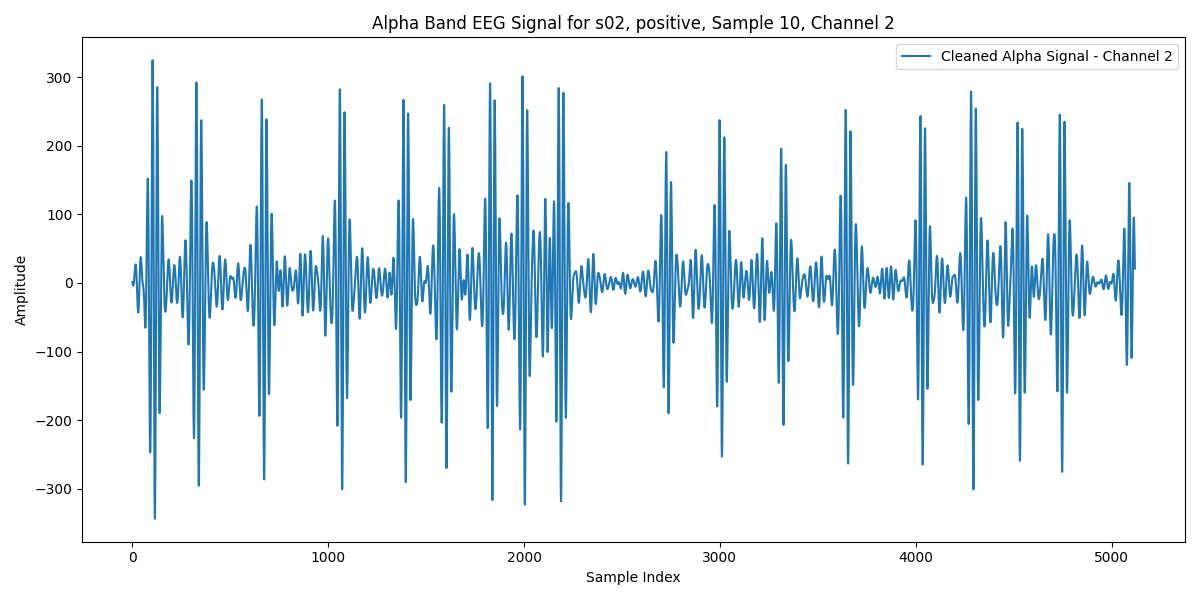 Alpha Band EEG Signal for s02, positive, Sample 10, Channel 2
Cleaned Alpha Signal - Channel 2
Amplitude
300
200
100
0
−100
−200
−300
0 1000 2000 3000 4000 5000
Sample Index